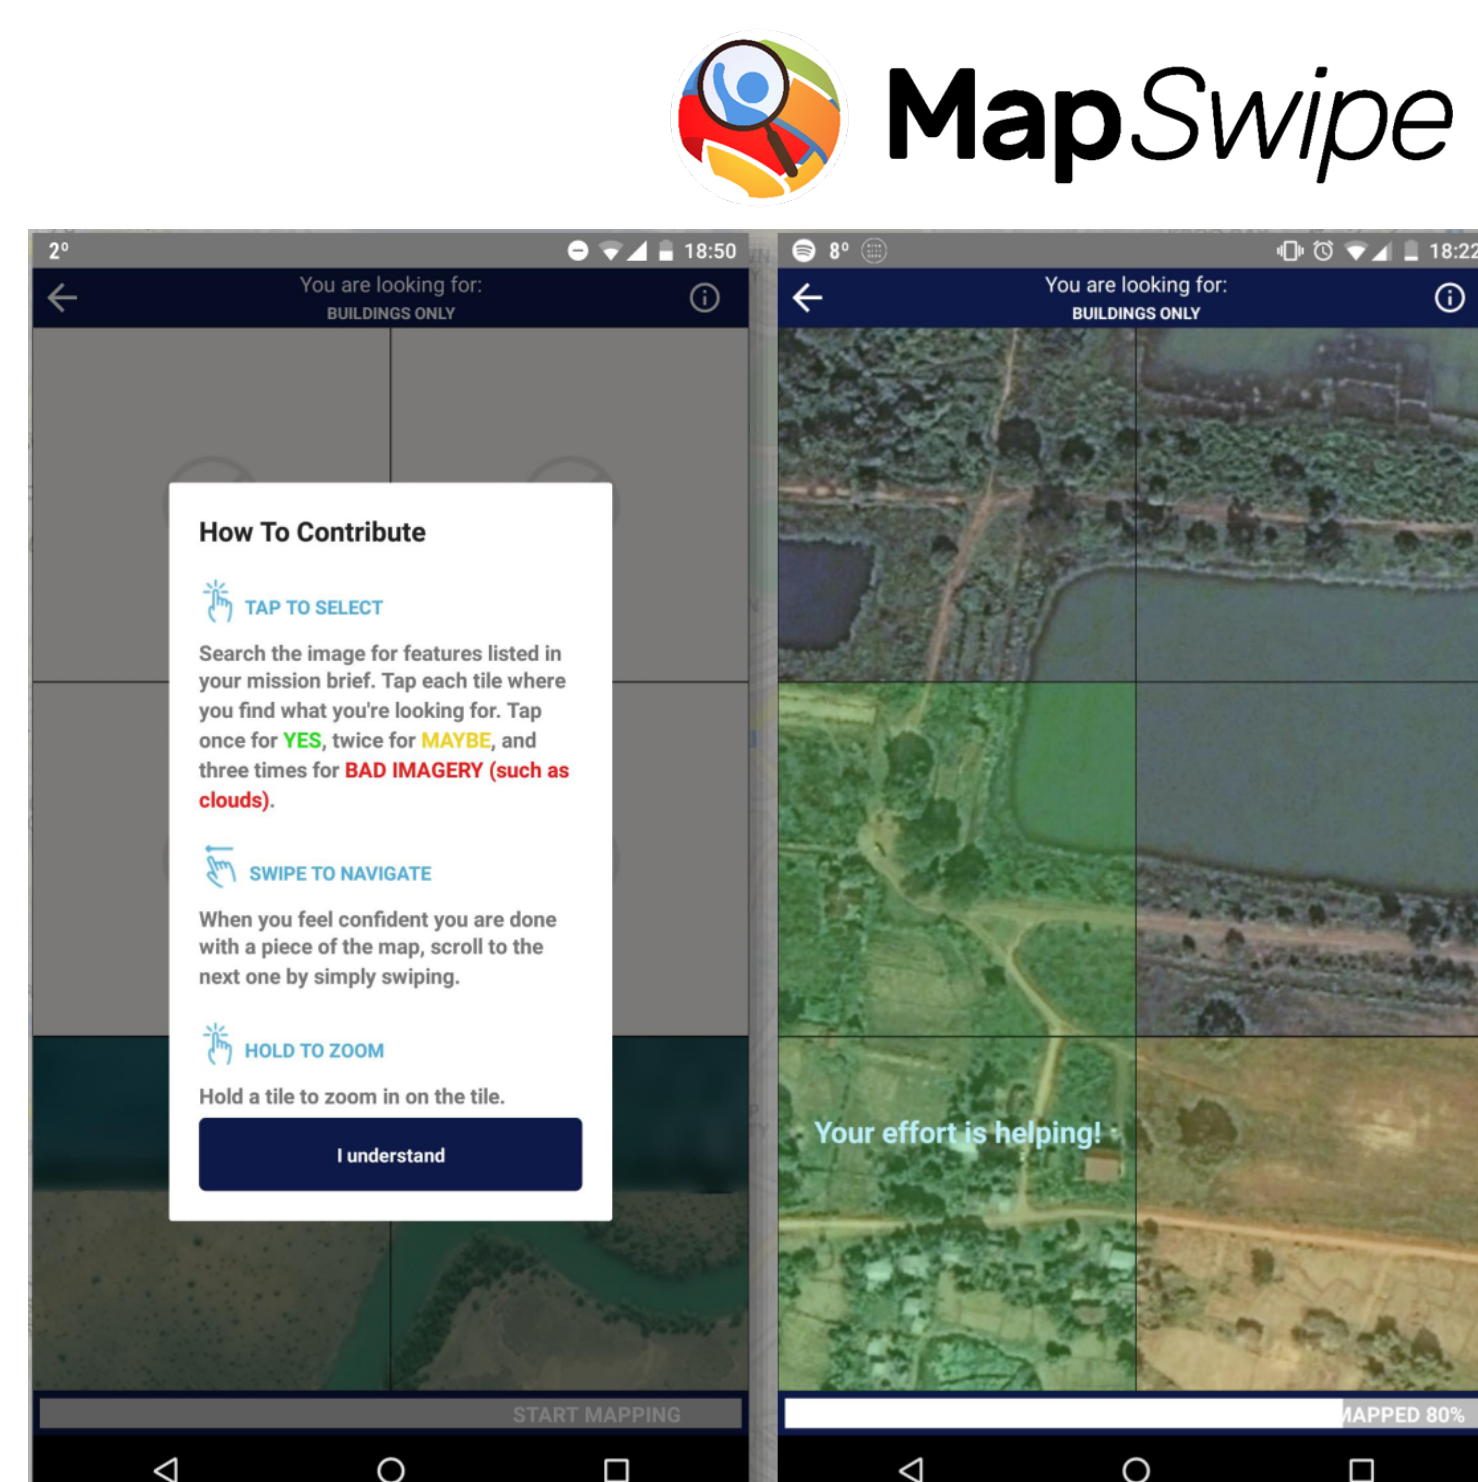 MapSwipe
2°
18:50
You are looking for:
BUILDINGS ONLY
How To Contribute
TAP TO SELECT
Search the image for features listed in
your mission brief. Tap each tile where
you find what you're looking for. Tap
once for YES, twice for MAYBE, and
three times for BAD IMAGERY (such as
clouds).
SWIPE TO NAVIGATE
When you feel confident you are done
with a piece of the map, scroll to the
next one by simply swiping.
HOLD TO ZOOM
Hold a tile to zoom in on the tile.
I understand
START MAPPING
8°
18:22
You are looking for:
BUILDINGS ONLY
Your effort is helping!
MAPPED 80%